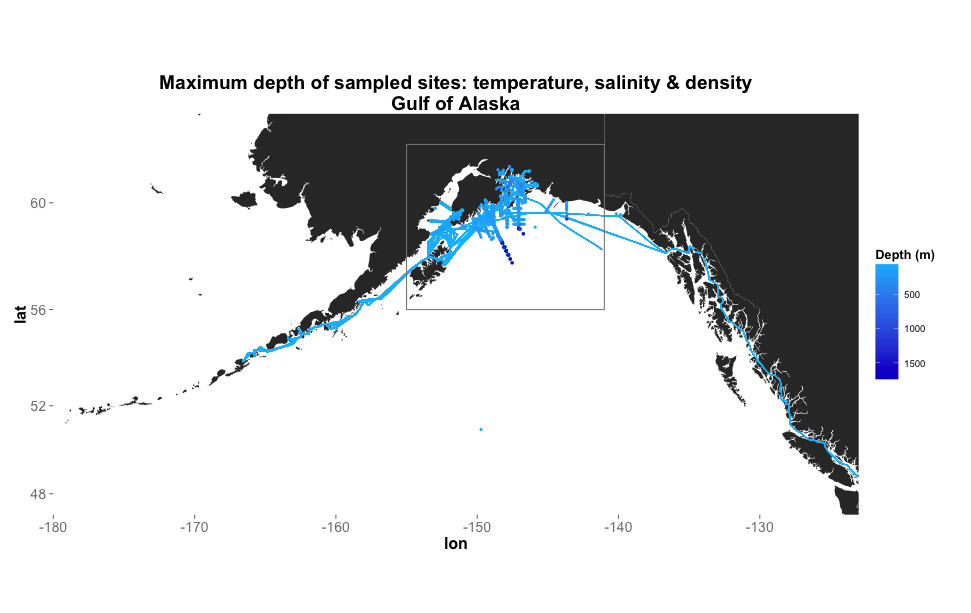 Maximum depth of sampled sites: temperature, salinity & density
Gulf of Alaska
60
56
52
48
lat
-180
-170
-160
-150
-140
-130
lon
Depth (m)
500
1000
1500